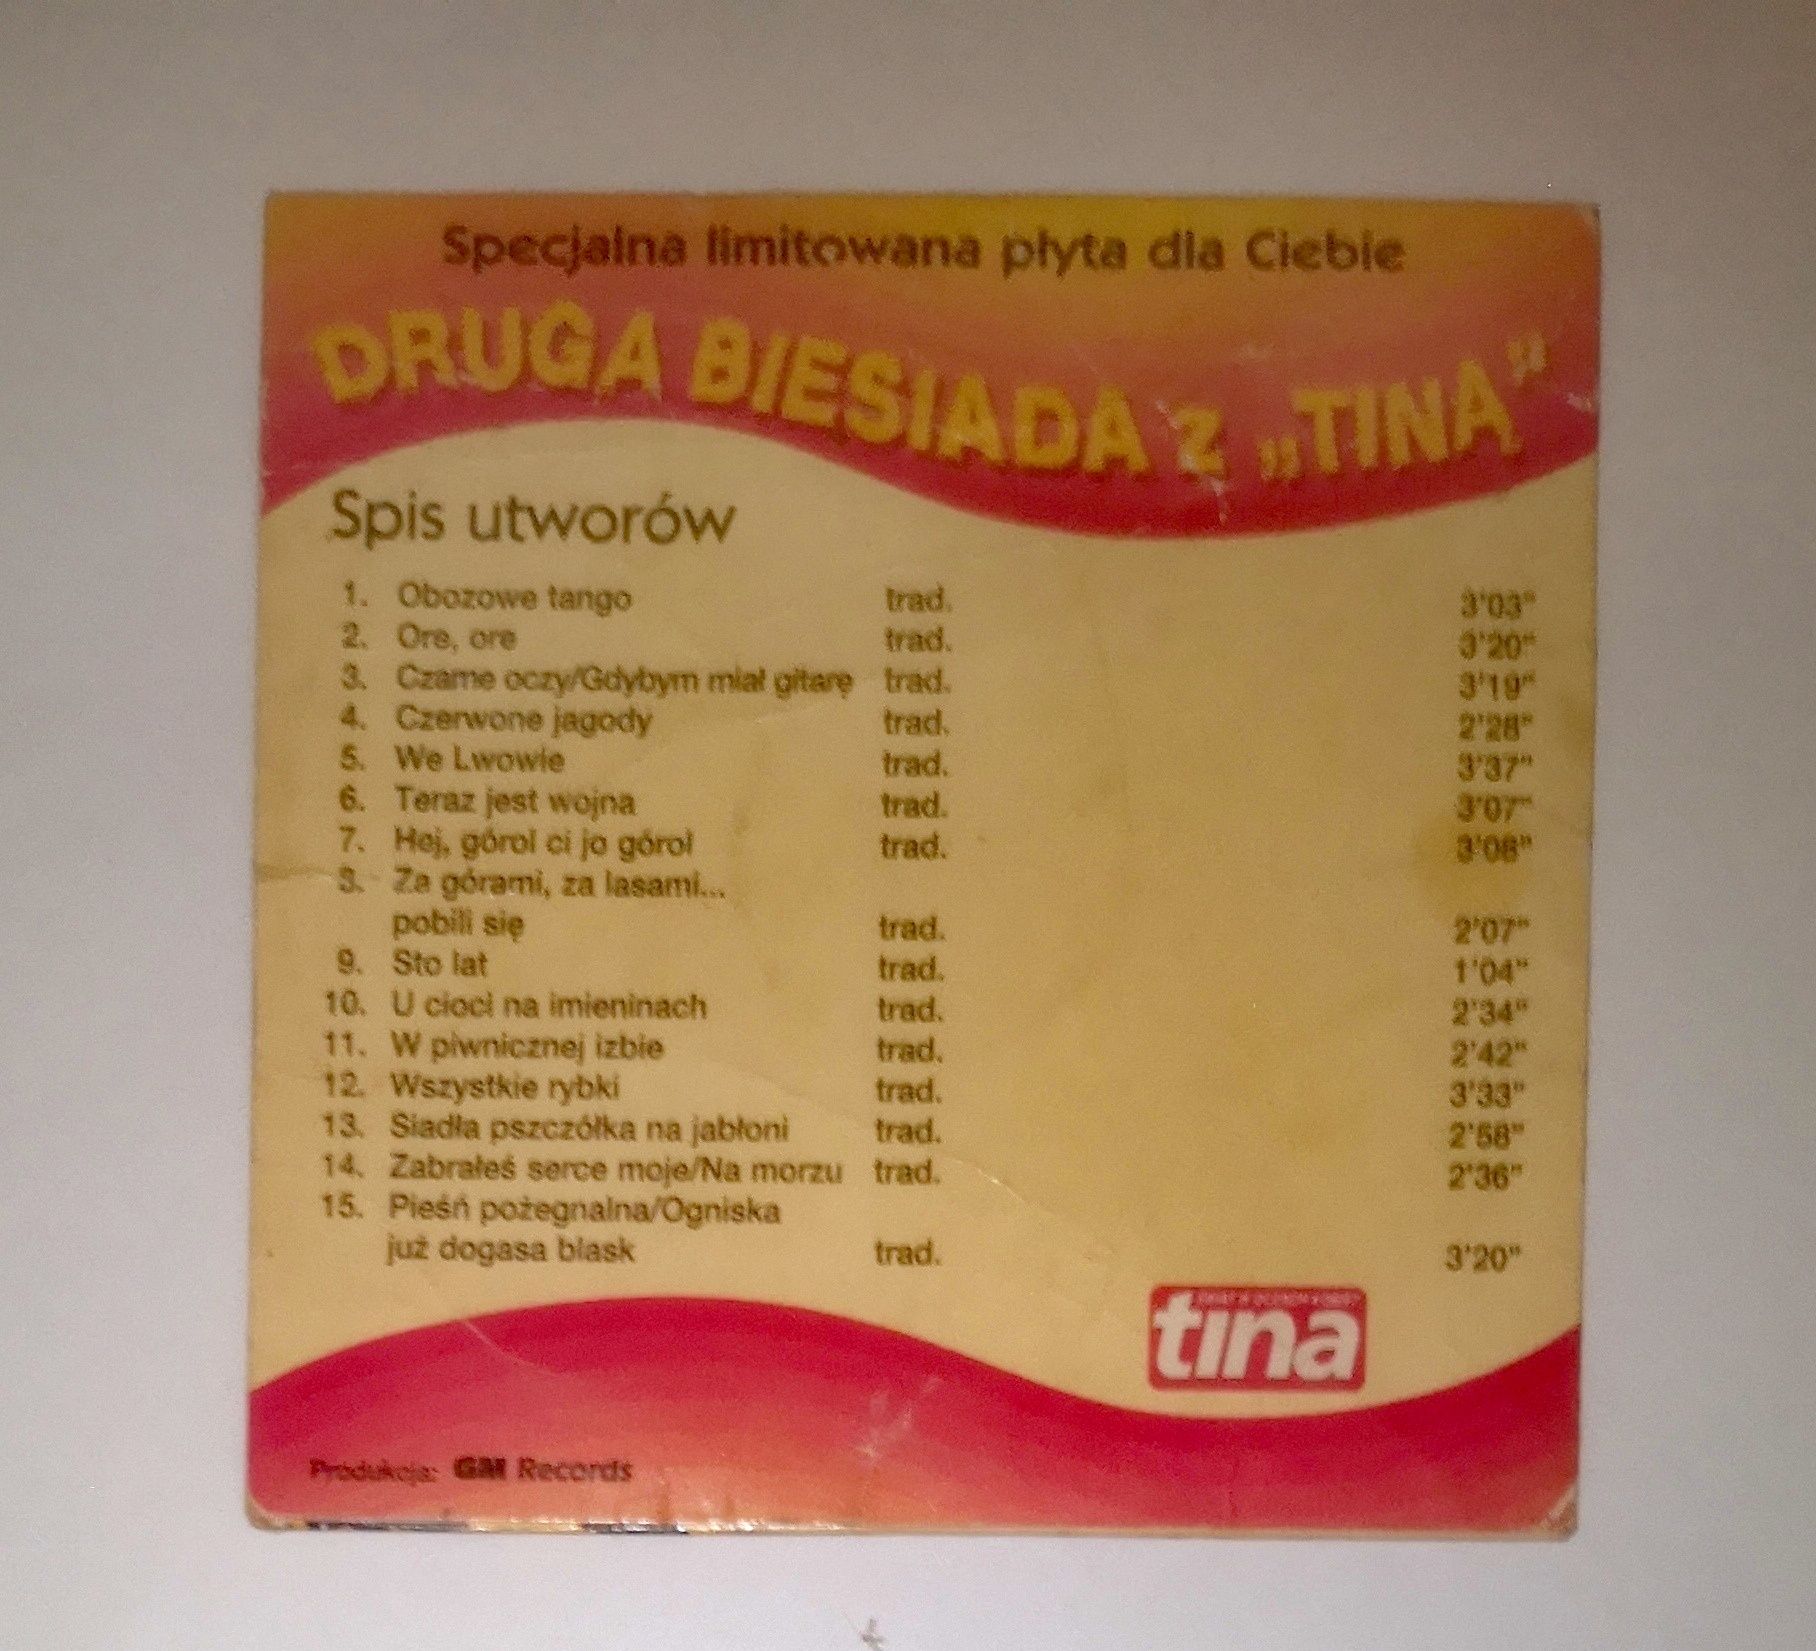 Specjalna limitowana płyta dla Ciebie
DRUGA BIESIADA z „TINĄ”
Spis utworów
1. Obozowe tango trad. 3'03"
2. Ore, ore trad. 3'20"
3. Czarne oczy/Gdybym miał gitarę trad. 3'19"
4. Czerwone jagody trad. 2'28"
5. We Lwowie trad. 3'37"
6. Teraz jest wojna trad. 3'07"
7. Hej, górol ci jo górol trad. 3'08"
8. Za górami, za lasami...
pobili się trad. 2'07"
9. Sto lat trad. 1'04"
10. U cioci na imieninach trad. 2'34"
11. W piwnicznej izbie trad. 2'42"
12. Wszystkie rybki trad. 3'33"
13. Siadła pszczółka na jabłoni trad. 2'58"
14. Zabrałeś serce moje/Na morzu trad. 2'36"
15. Pieśń pożegnalna/Ogniska
już dogasa blask trad. 3'20"
tina
Produkcja: GM Records